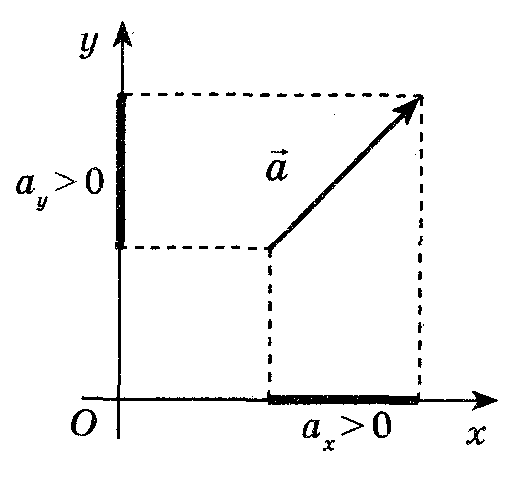 y
a⃗
a_y > 0
O
a_x > 0
x